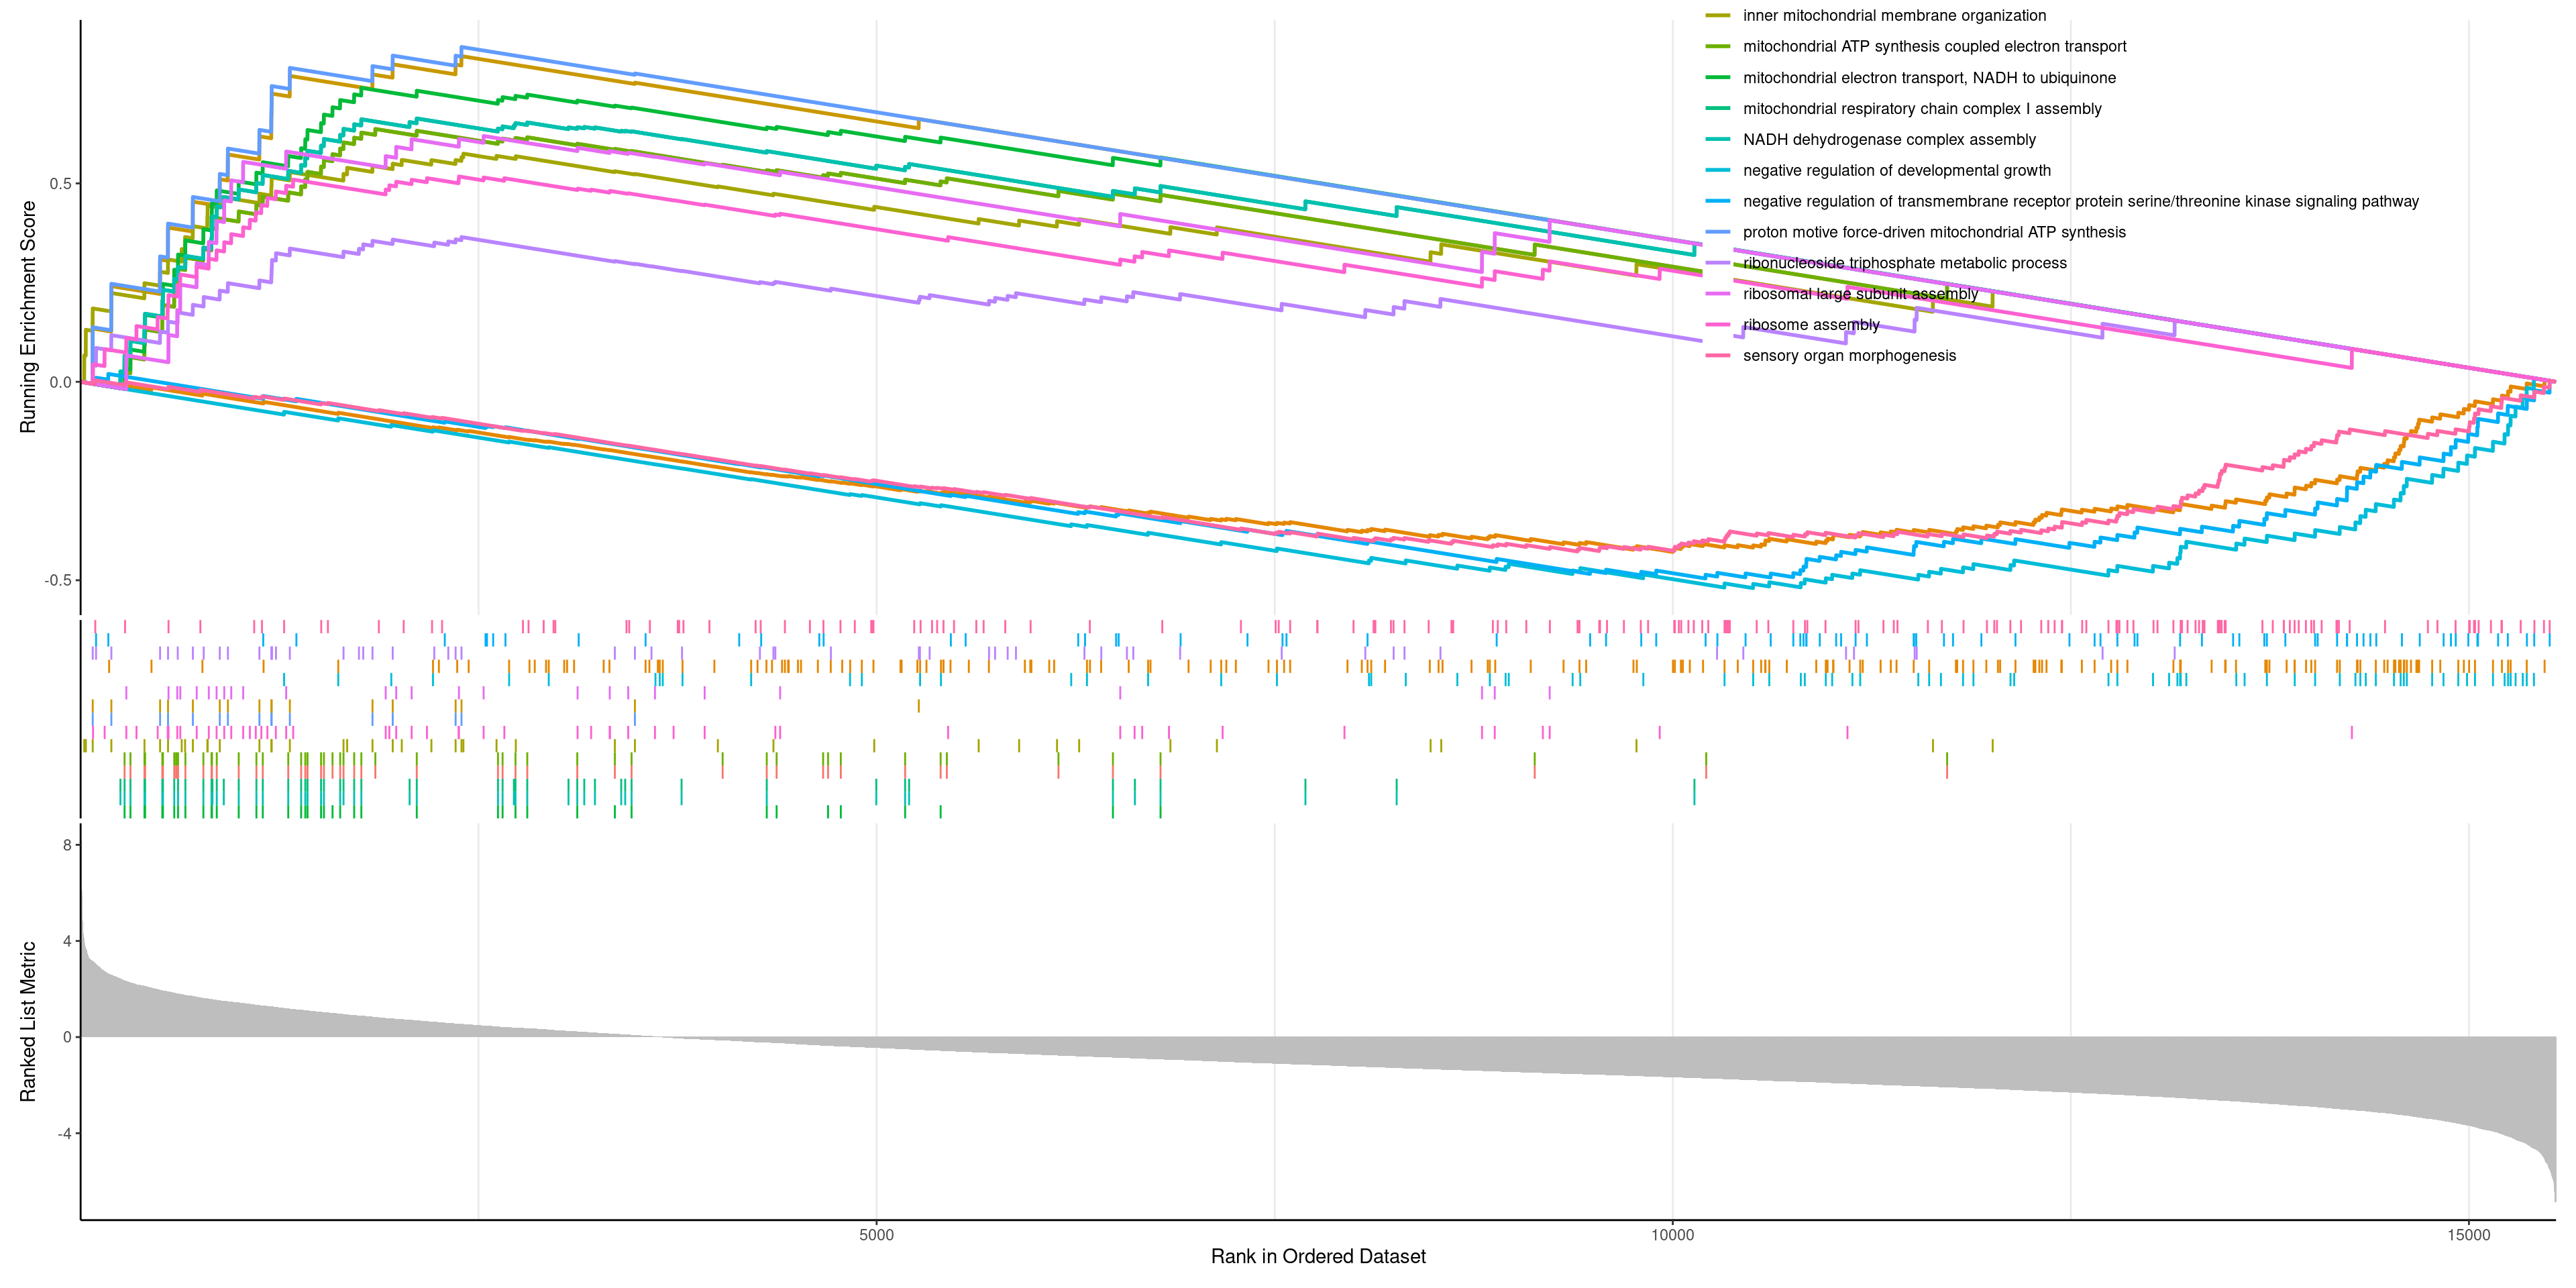 inner mitochondrial membrane organization
mitochondrial ATP synthesis coupled electron transport
mitochondrial electron transport, NADH to ubiquinone
mitochondrial respiratory chain complex I assembly
NADH dehydrogenase complex assembly
negative regulation of developmental growth
negative regulation of transmembrane receptor protein serine/threonine kinase signaling pathway
proton motive force-driven mitochondrial ATP synthesis
ribonucleoside triphosphate metabolic process
ribosomal large subunit assembly
ribosome assembly
sensory organ morphogenesis
Running Enrichment Score
0.5
0.0
-0.5
Ranked List Metric
8
4
0
-4
5000
10000
15000
Rank in Ordered Dataset